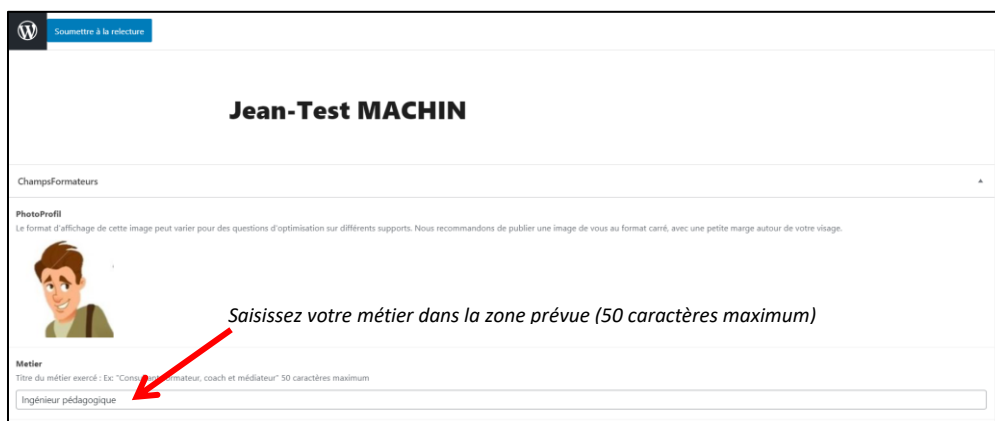 Soumettre à la relecture
Jean-Test MACHIN
ChampsFormateurs
PhotoProfil
Le format d'affichage de cette image peut varier pour des questions d'optimisation sur différents supports. Nous recommandons de publier une image de vous au format carré, avec une petite marge autour de votre visage.
Saisissez votre métier dans la zone prévue (50 caractères maximum)
Metier
Titre du métier exercé : Ex: "Consultant formateur, coach et médiateur" 50 caractères maximum
Ingénieur pédagogique